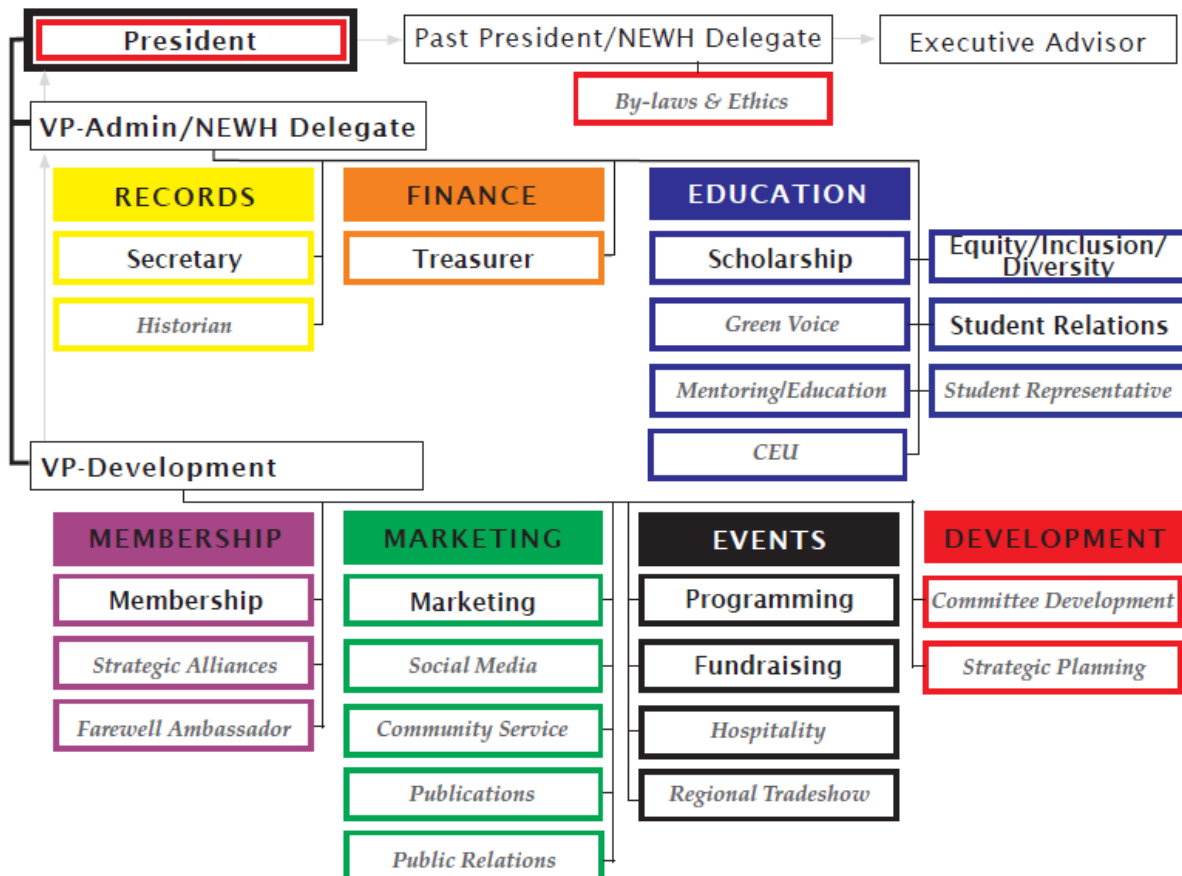 President
Past President/NEWH Delegate
Executive Advisor
By-laws & Ethics
VP-Admin/NEWH Delegate
RECORDS
FINANCE
EDUCATION
Secretary
Treasurer
Scholarship
Equity/Inclusion/
Diversity
Historian
Green Voice
Student Relations
Mentoring/Education
Student Representative
CEU
VP-Development
MEMBERSHIP
MARKETING
EVENTS
DEVELOPMENT
Membership
Marketing
Programming
Committee Development
Strategic Alliances
Social Media
Fundraising
Strategic Planning
Farewell Ambassador
Community Service
Hospitality
Publications
Regional Tradeshow
Public Relations